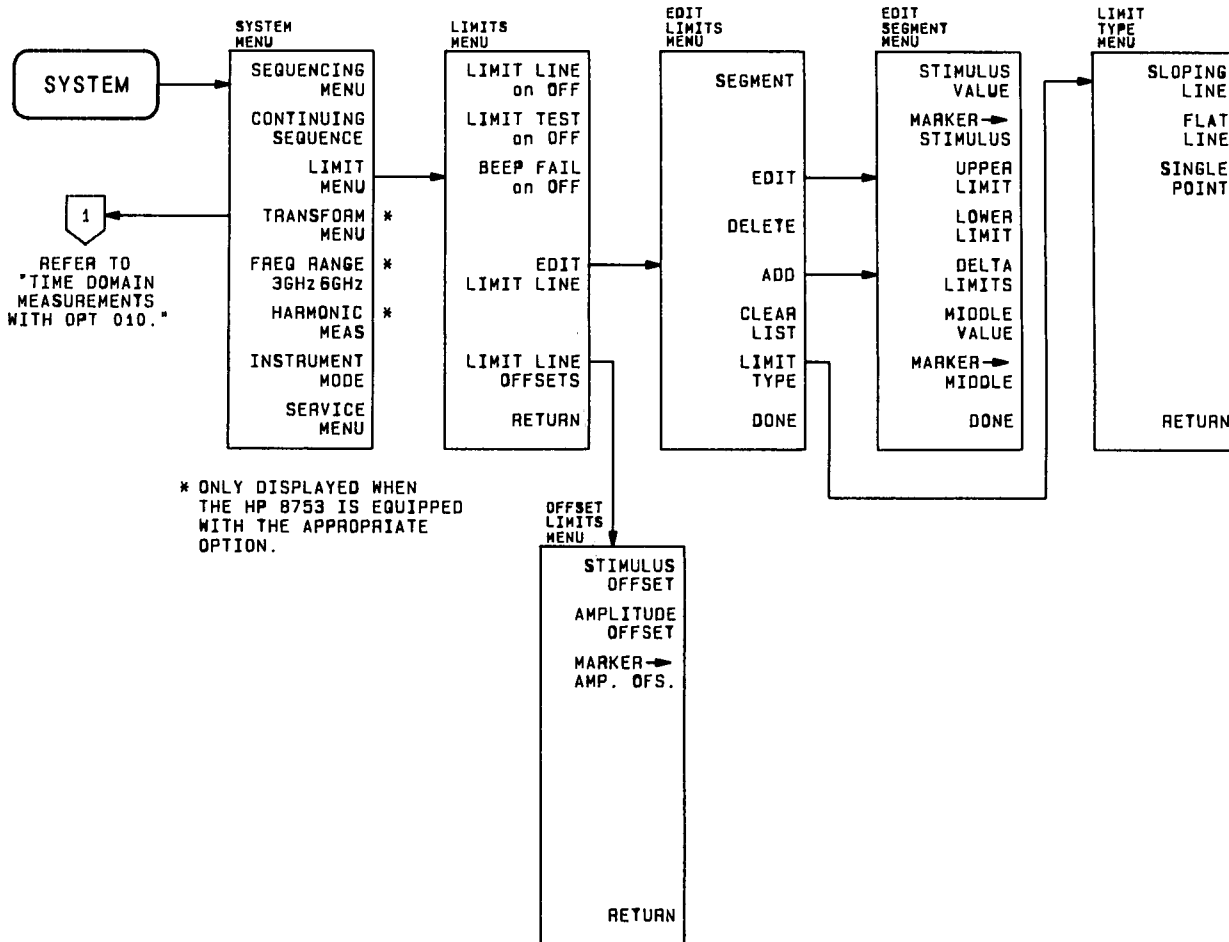 SYSTEM
SYSTEM
MENU
SEQUENCING
MENU
CONTINUING
SEQUENCE
LIMIT
MENU
TRANSFORM *
MENU
FREQ RANGE *
3GHz 6GHz
HARMONIC *
MEAS
INSTRUMENT
MODE
SERVICE
MENU
1
REFER TO
"TIME DOMAIN
MEASUREMENTS
WITH OPT 010."
* ONLY DISPLAYED WHEN
THE HP 8753 IS EQUIPPED
WITH THE APPROPRIATE
OPTION.
LIMITS
MENU
LIMIT LINE
on OFF
LIMIT TEST
on OFF
BEEP FAIL
on OFF
EDIT
LIMIT LINE
LIMIT LINE
OFFSETS
RETURN
EDIT
LIMITS
MENU
SEGMENT
EDIT
DELETE
ADD
CLEAR
LIST
LIMIT
TYPE
DONE
EDIT
SEGMENT
MENU
STIMULUS
VALUE
MARKER→
STIMULUS
UPPER
LIMIT
LOWER
LIMIT
DELTA
LIMITS
MIDDLE
VALUE
MARKER→
MIDDLE
DONE
LIMIT
TYPE
MENU
SLOPING
LINE
FLAT
LINE
SINGLE
POINT
RETURN
OFFSET
LIMITS
MENU
STIMULUS
OFFSET
AMPLITUDE
OFFSET
MARKER→
AMP. OFS.
RETURN